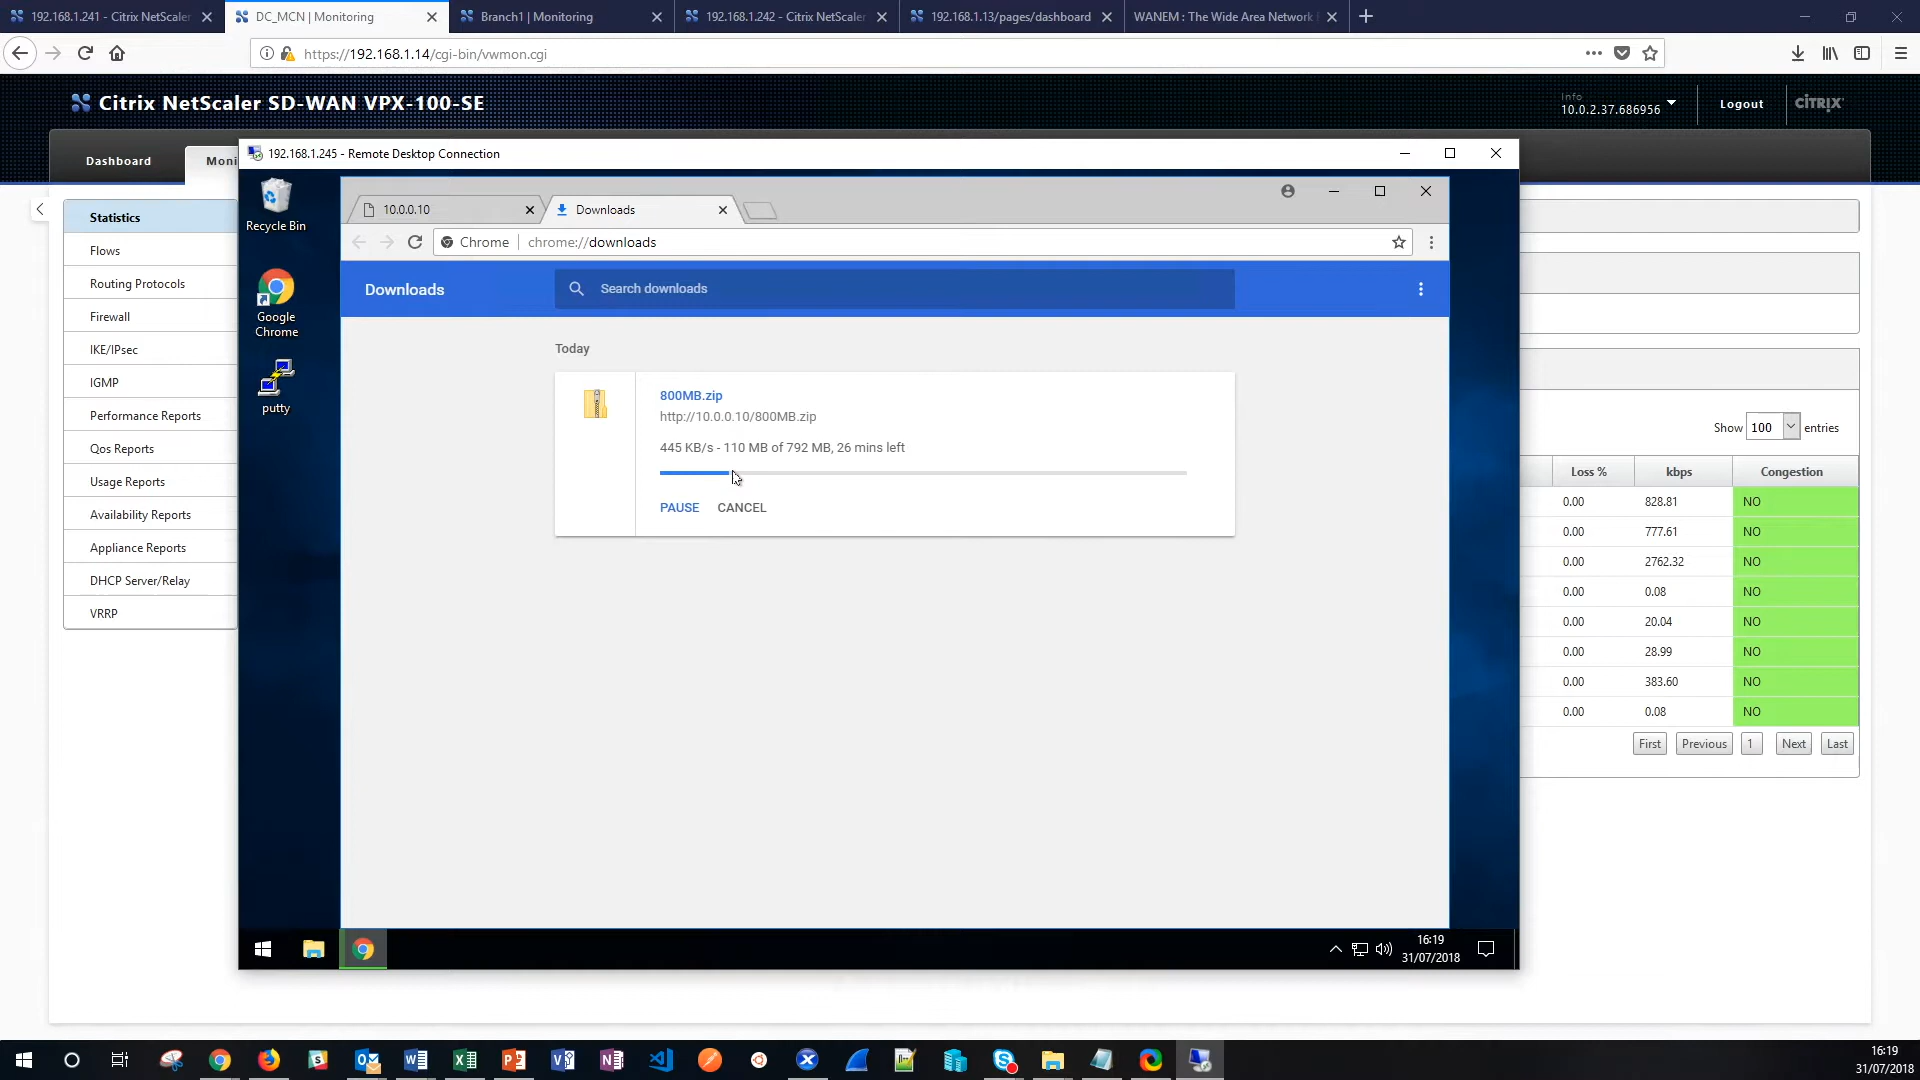 192.168.1.241 - Citrix NetScaler
DC_MCN | Monitoring
Branch1 | Monitoring
192.168.1.242 - Citrix NetScaler
192.168.1.13/pages/dashboard
WANEM : The Wide Area Network
https://192.168.1.14/cgi-bin/vwmon.cgi
Citrix NetScaler SD-WAN VPX-100-SE
Info
10.0.2.37.686956
Logout
CITRIX
Dashboard
Moni
192.168.1.245 - Remote Desktop Connection
Statistics
Flows
Routing Protocols
Firewall
IKE/IPsec
IGMP
Performance Reports
Qos Reports
Usage Reports
Availability Reports
Appliance Reports
DHCP Server/Relay
VRRP
Recycle Bin
Google
Chrome
putty
10.0.0.10
Downloads
Chrome
chrome://downloads
Downloads
Search downloads
Today
800MB.zip
http://10.0.0.10/800MB.zip
445 KB/s - 110 MB of 792 MB, 26 mins left
PAUSE
CANCEL
Show 100 entries
Loss % kbps Congestion
0.00 828.81 NO
0.00 777.61 NO
0.00 2762.32 NO
0.00 0.08 NO
0.00 20.04 NO
0.00 28.99 NO
0.00 383.60 NO
0.00 0.08 NO
First Previous 1 Next Last
16:19
31/07/2018
16:19
31/07/2018